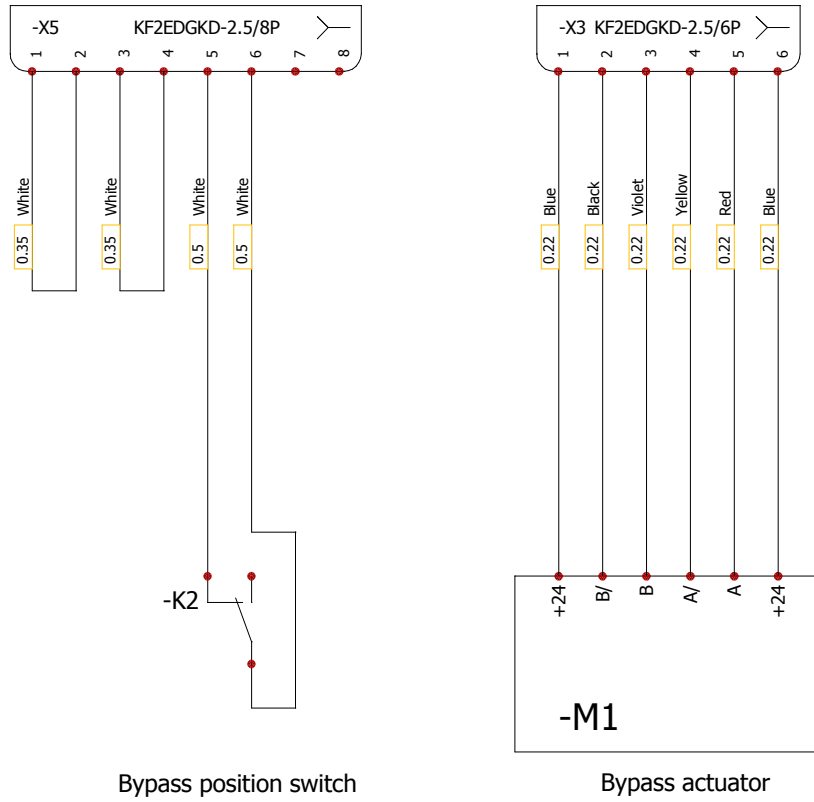 -X5 KF2EDGKD-2.5/8P
1 2 3 4 5 6 7 8
White White White White
0.35 0.35 0.5 0.5
-K2
Bypass position switch
-X3 KF2EDGKD-2.5/6P
1 2 3 4 5 6
Blue Black Violet Yellow Red Blue
0.22 0.22 0.22 0.22 0.22 0.22
+24 B/ B A/ A +24
-M1
Bypass actuator